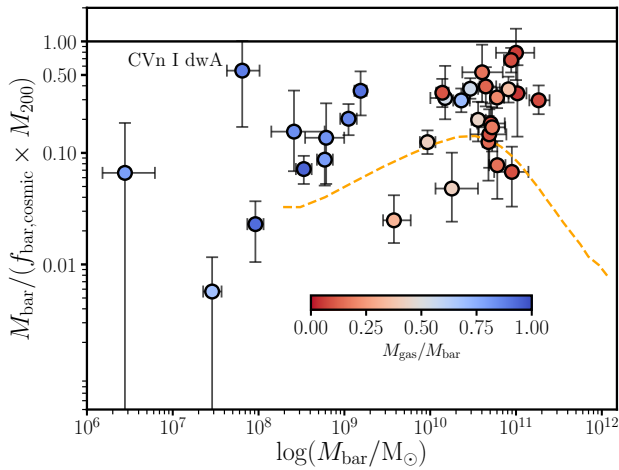 1.00
0.50
0.10
0.01
CVn I dwA
M_bar/(f_bar,cosmic × M_200)
0.00 0.25 0.50 0.75 1.00
M_gas/M_bar
10^6 10^7 10^8 10^9 10^10 10^11 10^12
log(M_bar/M_⊙)